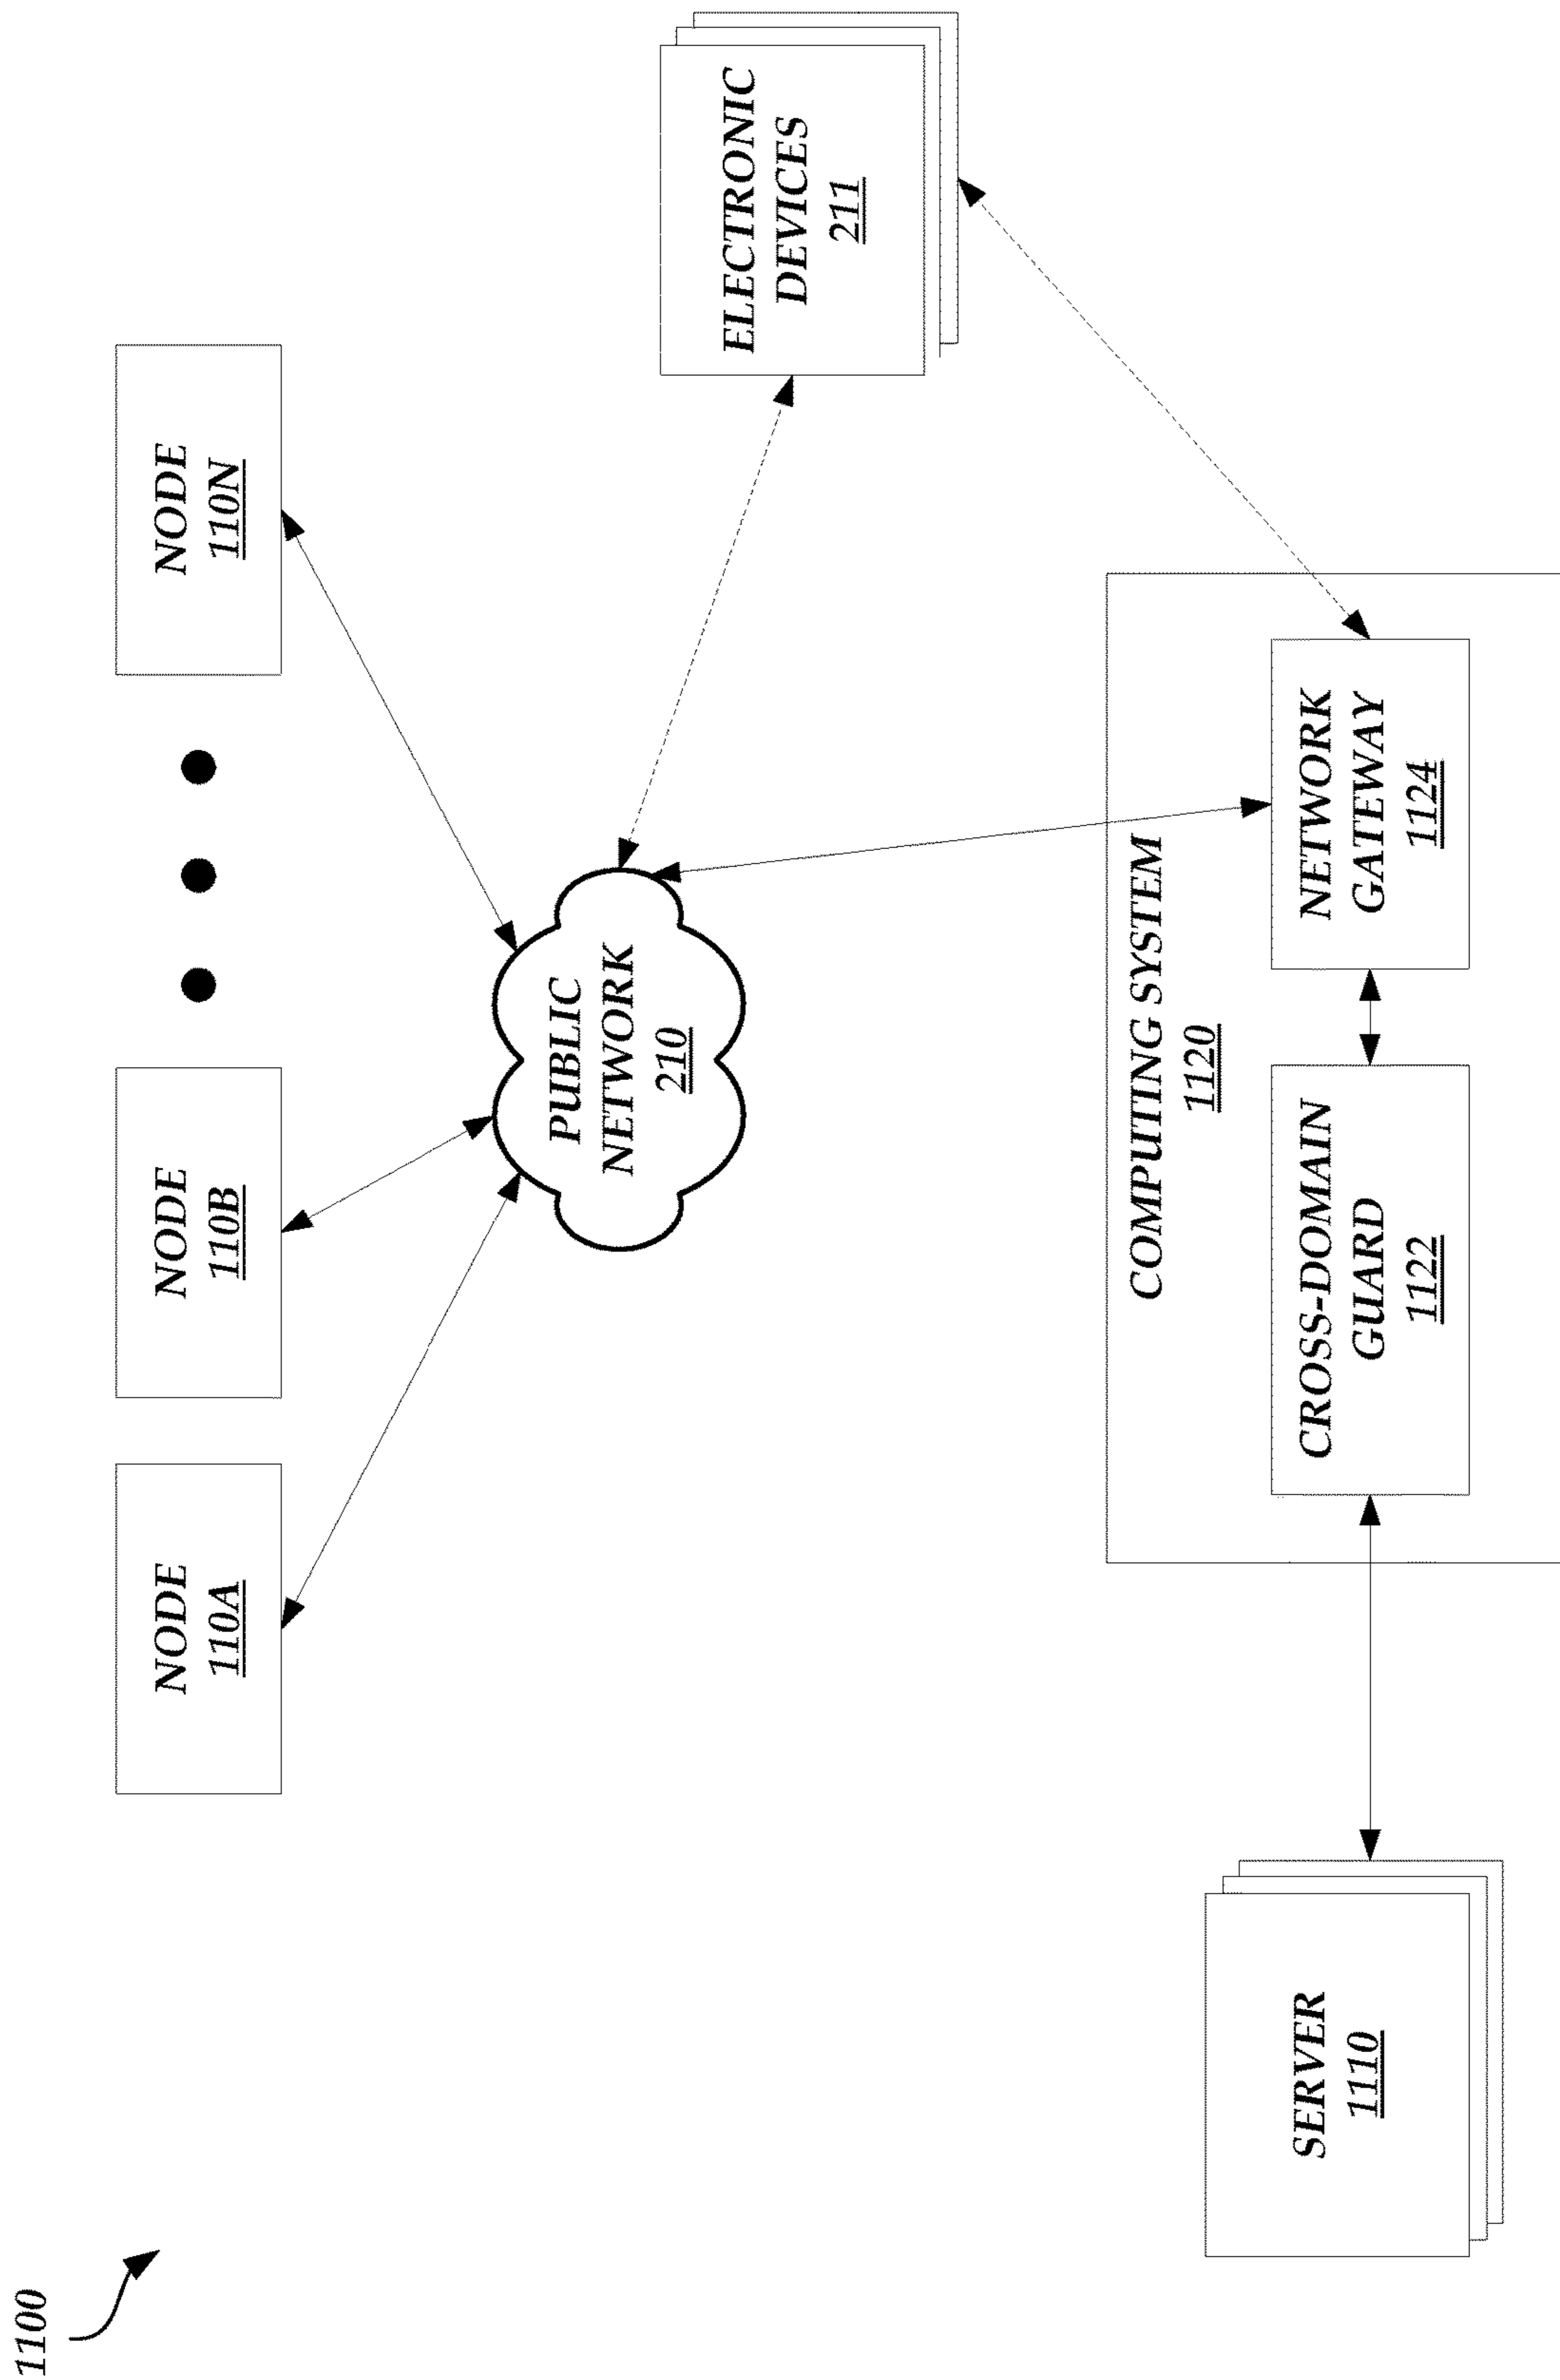 1100
NODE
110A
NODE
110B
NODE
110N
PUBLIC
NETWORK
210
ELECTRONIC
DEVICES
211
SERVER
1110
COMPUTING SYSTEM
1120
CROSS-DOMAIN
GUARD
1122
NETWORK
GATEWAY
1124